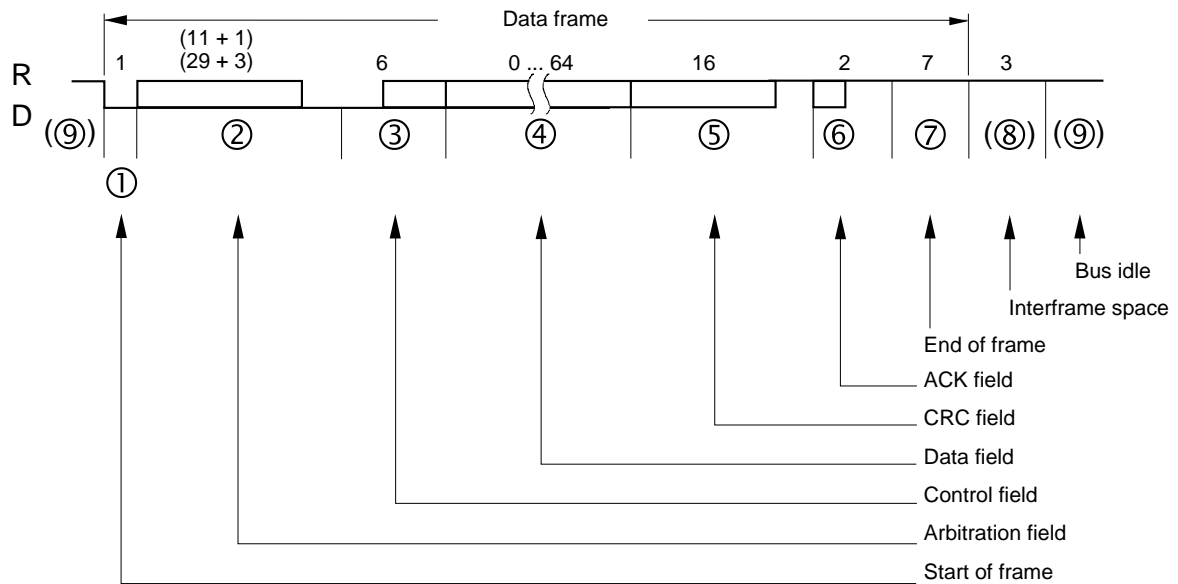 Data frame
(11 + 1)
(29 + 3)
1 6 0 ... 64 16 2 7 3
R
D
(⑨) ② ③ ④ ⑤ ⑥ ⑦ (⑧) (⑨)
①
Bus idle
Interframe space
End of frame
ACK field
CRC field
Data field
Control field
Arbitration field
Start of frame